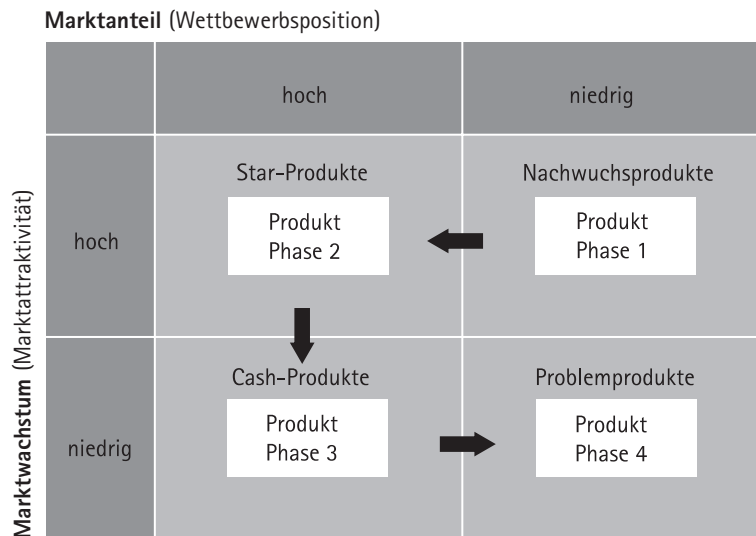 Marktanteil (Wettbewerbsposition)
hoch
niedrig
Marktwachstum (Marktattraktivität)
hoch
Star-Produkte
Produkt
Phase 2
Nachwuchsprodukte
Produkt
Phase 1
niedrig
Cash-Produkte
Produkt
Phase 3
Problemprodukte
Produkt
Phase 4